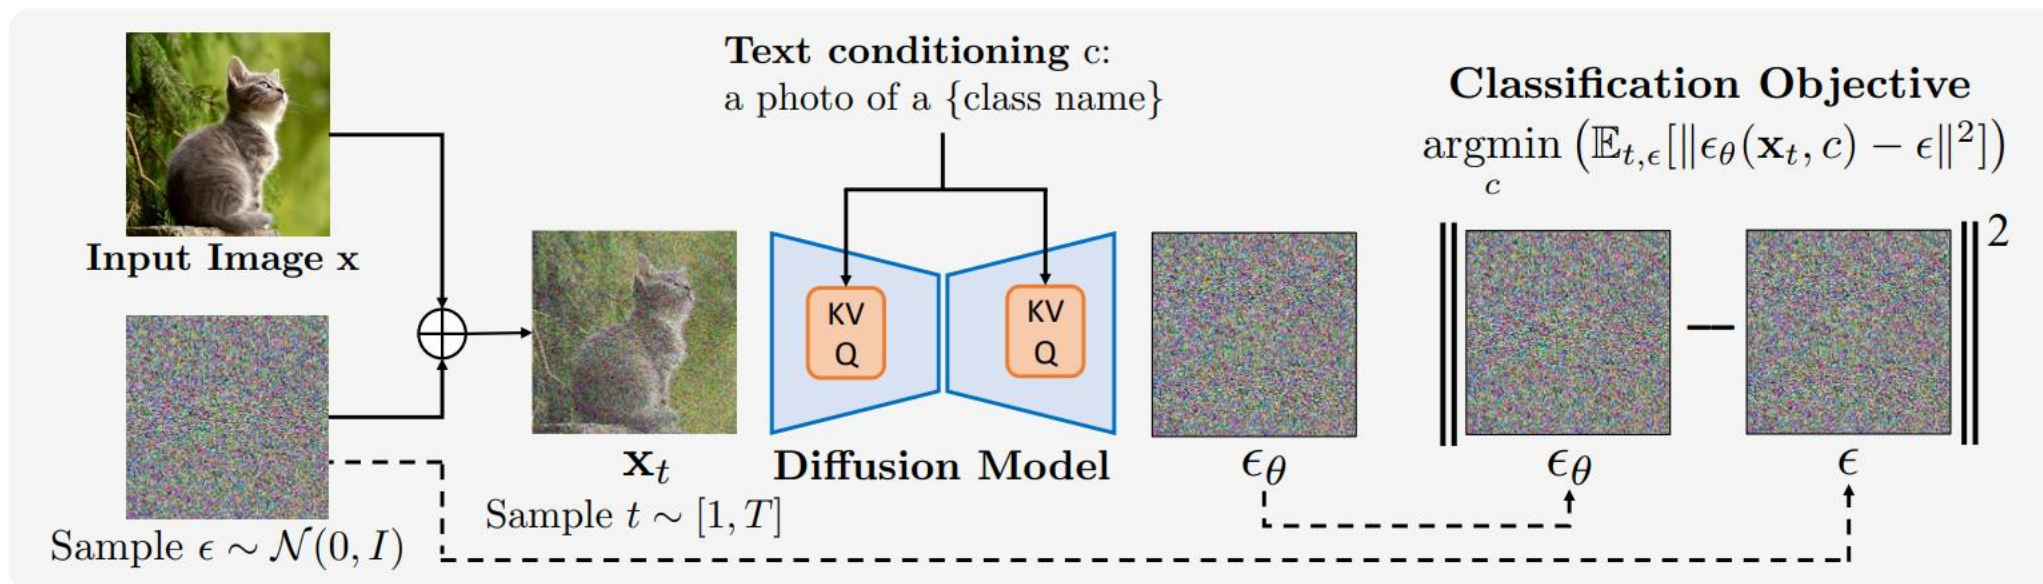 Input Image x
Sample ϵ ∼ 𝒩(0, I)
x_t
Sample t ∼ [1, T]
Text conditioning c:
a photo of a {class name}
KV
Q
KV
Q
Diffusion Model
ϵ_θ
Classification Objective
argmin (𝔼_{t,ϵ}[‖ϵ_θ(x_t, c) − ϵ‖²])
c
‖ − ‖²
ϵ_θ
ϵ